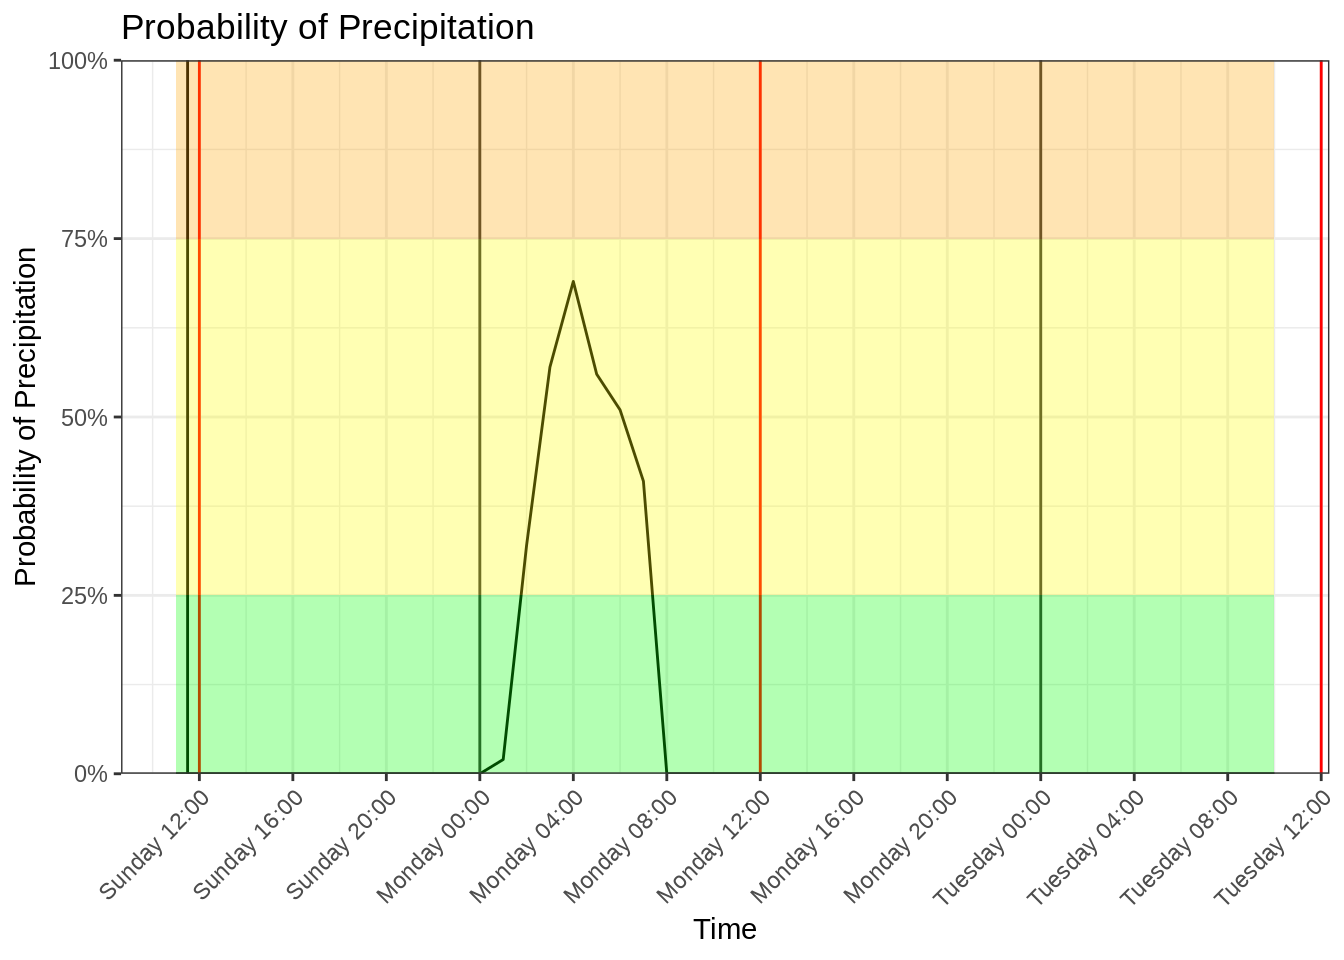 Probability of Precipitation
Probability of Precipitation
100%
75%
50%
25%
0%
Sunday 12:00
Sunday 16:00
Sunday 20:00
Monday 00:00
Monday 04:00
Monday 08:00
Monday 12:00
Monday 16:00
Monday 20:00
Tuesday 00:00
Tuesday 04:00
Tuesday 08:00
Tuesday 12:00
Time